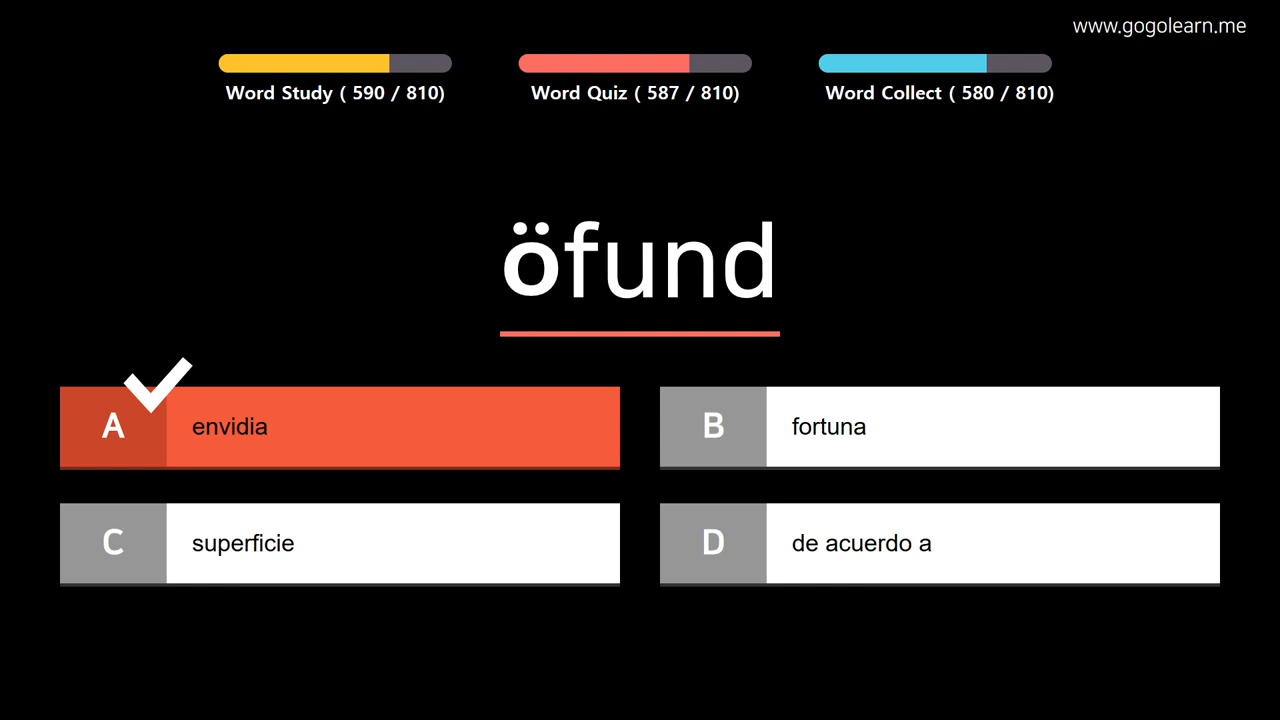 www.gogolearn.me
Word Study ( 590 / 810)
Word Quiz ( 587 / 810)
Word Collect ( 580 / 810)
öfund
A envidia
B fortuna
C superficie
D de acuerdo a